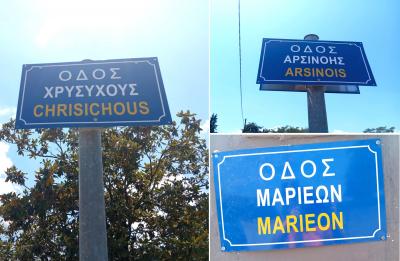 ΟΔΟΣ
ΧΡΥΣΥΧΟΥΣ
CHRISICHOUS
ΟΔΟΣ
ΑΡΣΙΝΟΗΣ
ARSINOIS
ΟΔΟΣ
ΜΑΡΙΕΩΝ
MARIEON